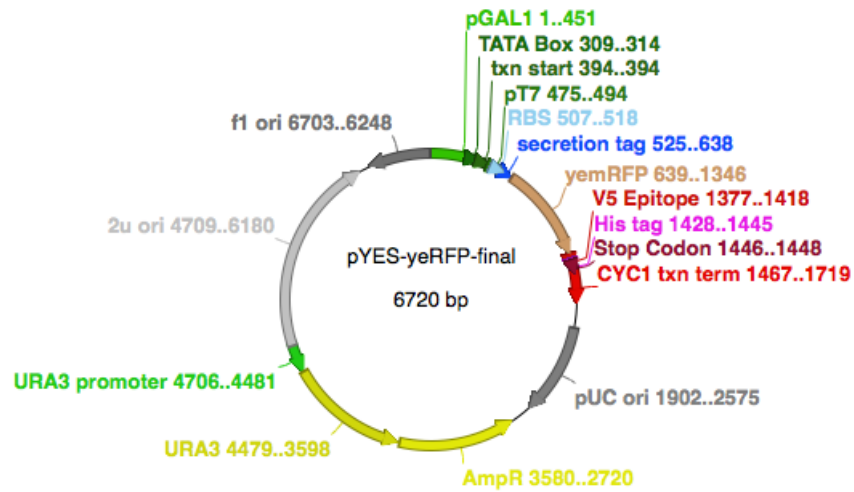 pGAL1 1..451
TATA Box 309..314
txn start 394..394
pT7 475..494
RBS 507..518
secretion tag 525..638
yemRFP 639..1346
V5 Epitope 1377..1418
His tag 1428..1445
Stop Codon 1446..1448
CYC1 txn term 1467..1719
f1 ori 6703..6248
2u ori 4709..6180
pYES-yeRFP-final
6720 bp
URA3 promoter 4706..4481
pUC ori 1902..2575
URA3 4479..3598
AmpR 3580..2720